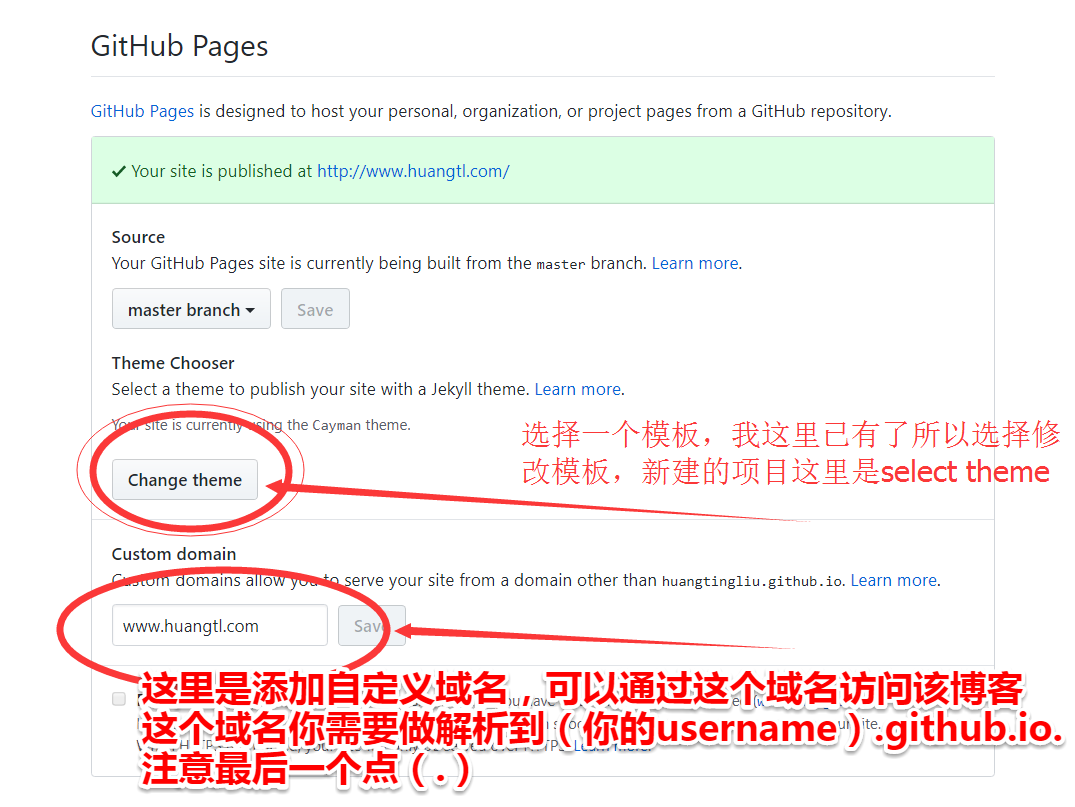 GitHub Pages
GitHub Pages is designed to host your personal, organization, or project pages from a GitHub repository.
Your site is published at http://www.huangtl.com/
Source
Your GitHub Pages site is currently being built from the master branch. Learn more.
master branch
Save
Theme Chooser
Select a theme to publish your site with a Jekyll theme. Learn more.
Your site is currently using the Cayman theme.
选择一个模板，我这里已有了所以选择修
改模板，新建的项目这里是select theme
Change theme
Custom domain
Custom domains allow you to serve your site from a domain other than huangtingliu.github.io. Learn more.
www.huangtl.com
Save
这里是添加自定义域名，可以通过这个域名访问该博客
这个域名你需要做解析到（你的username）.github.io.
注意最后一个点（.）